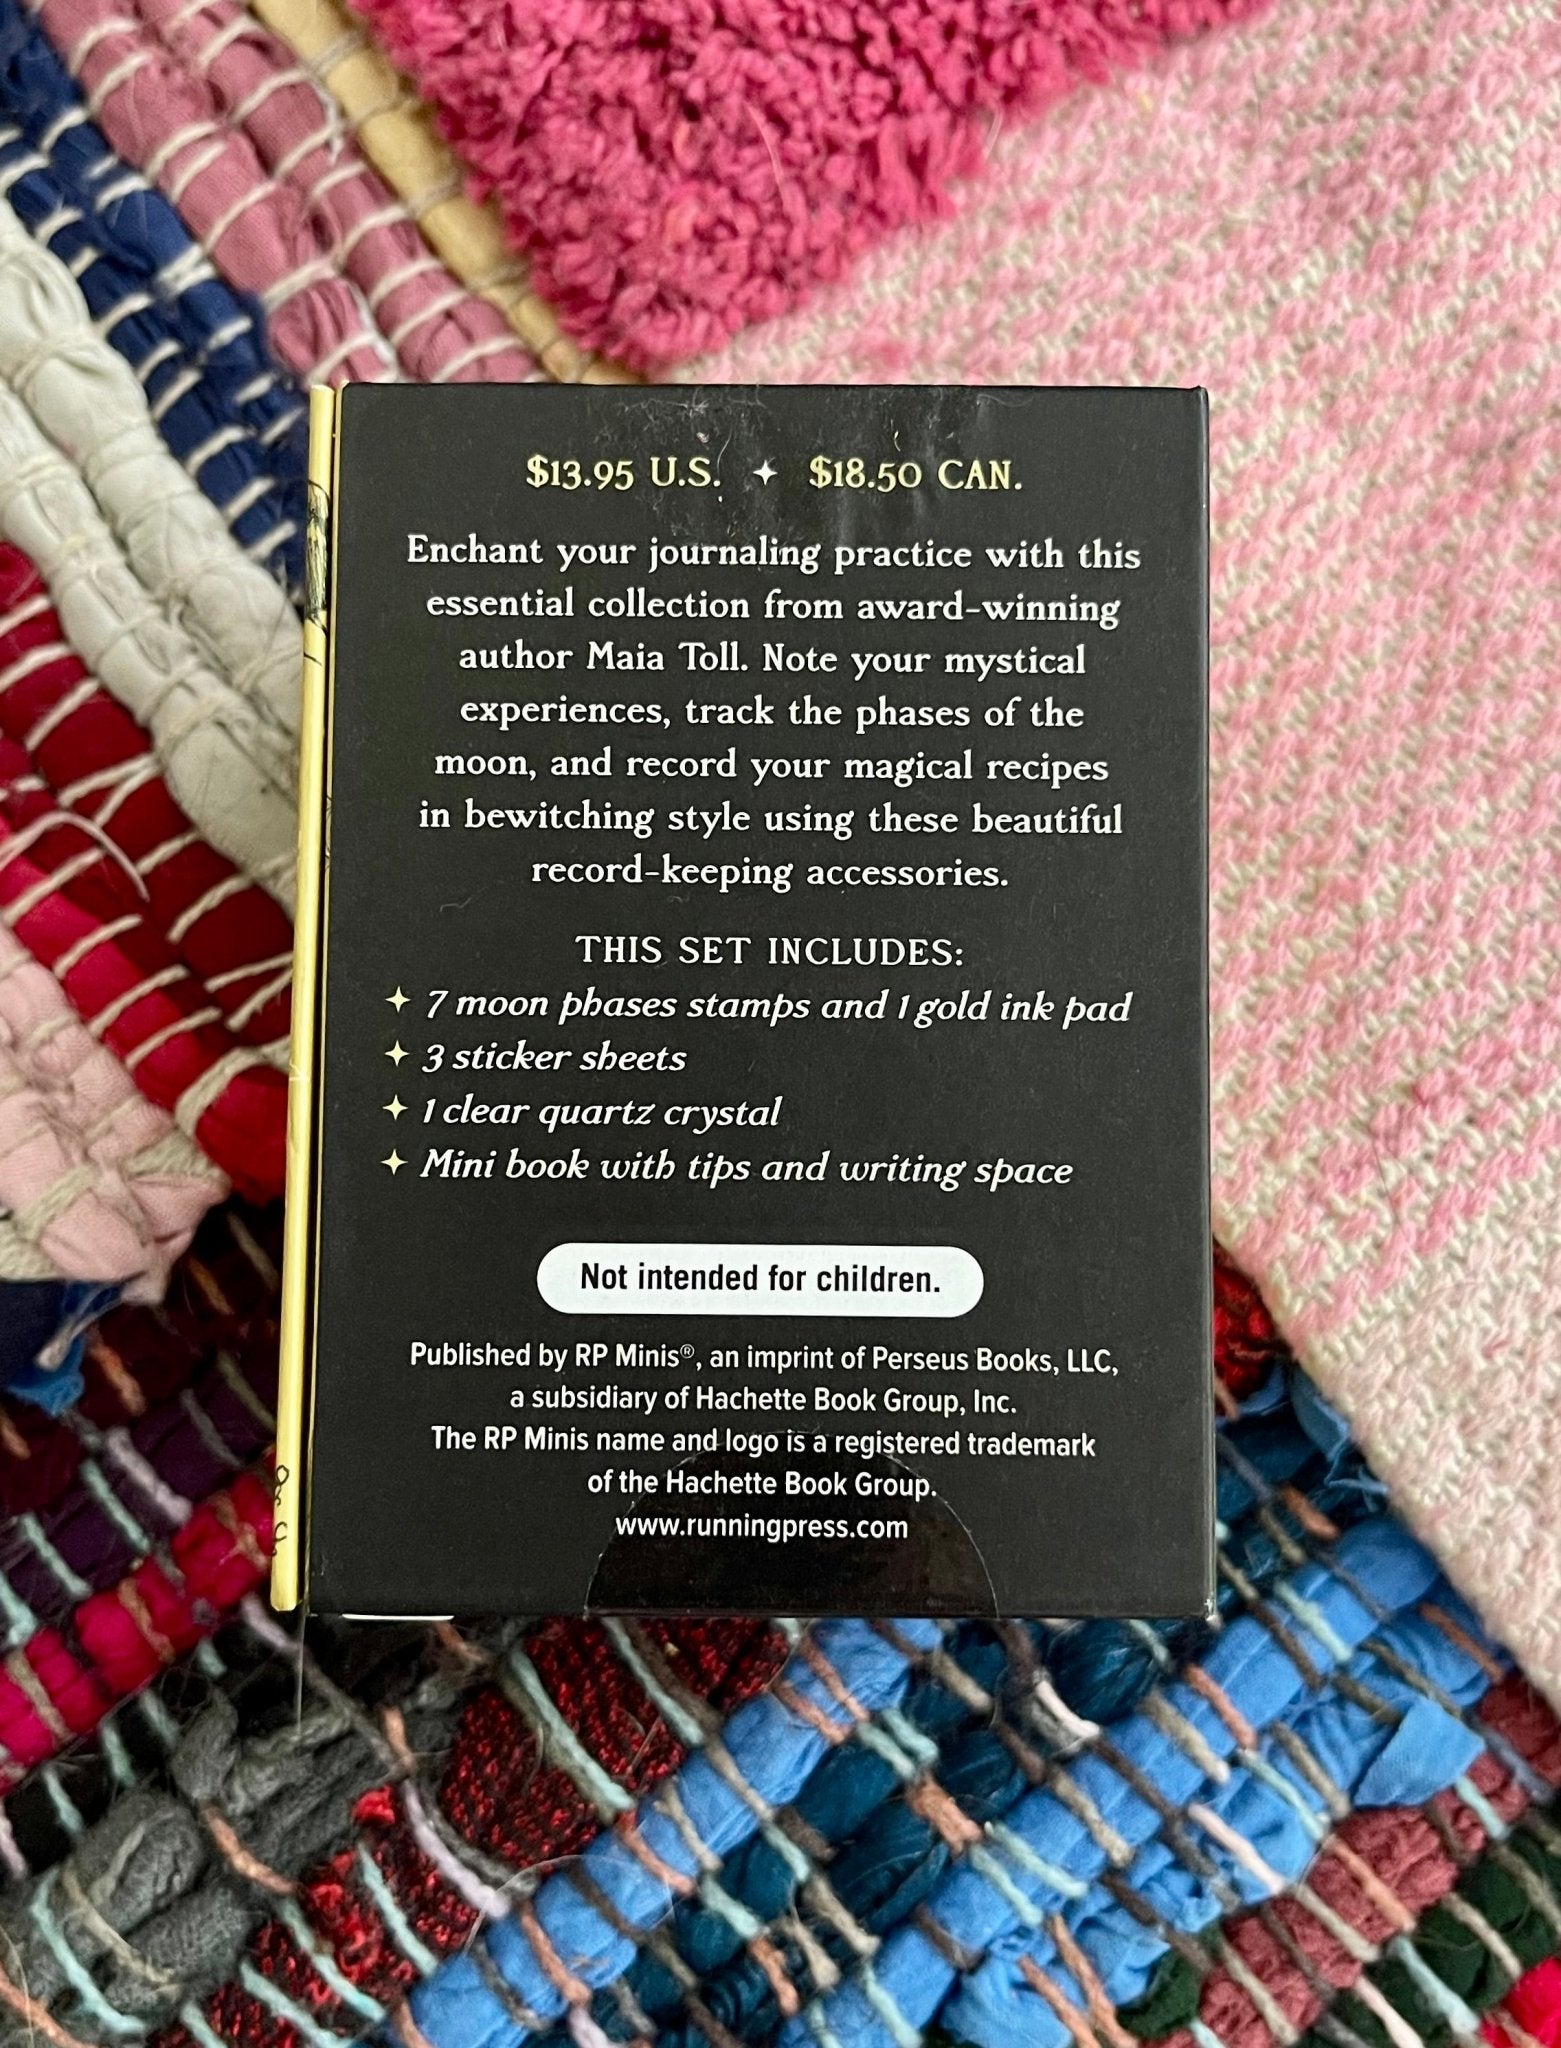 $13.95 U.S. ✦ $18.50 CAN.
Enchant your journaling practice with this
essential collection from award-winning
author Maia Toll. Note your mystical
experiences, track the phases of the
moon, and record your magical recipes
in bewitching style using these beautiful
record-keeping accessories.
THIS SET INCLUDES:
✦ 7 moon phases stamps and 1 gold ink pad
✦ 3 sticker sheets
✦ 1 clear quartz crystal
✦ Mini book with tips and writing space
Not intended for children.
Published by RP Minis®, an imprint of Perseus Books, LLC,
a subsidiary of Hachette Book Group, Inc.
The RP Minis name and logo is a registered trademark
of the Hachette Book Group.
www.runningpress.com